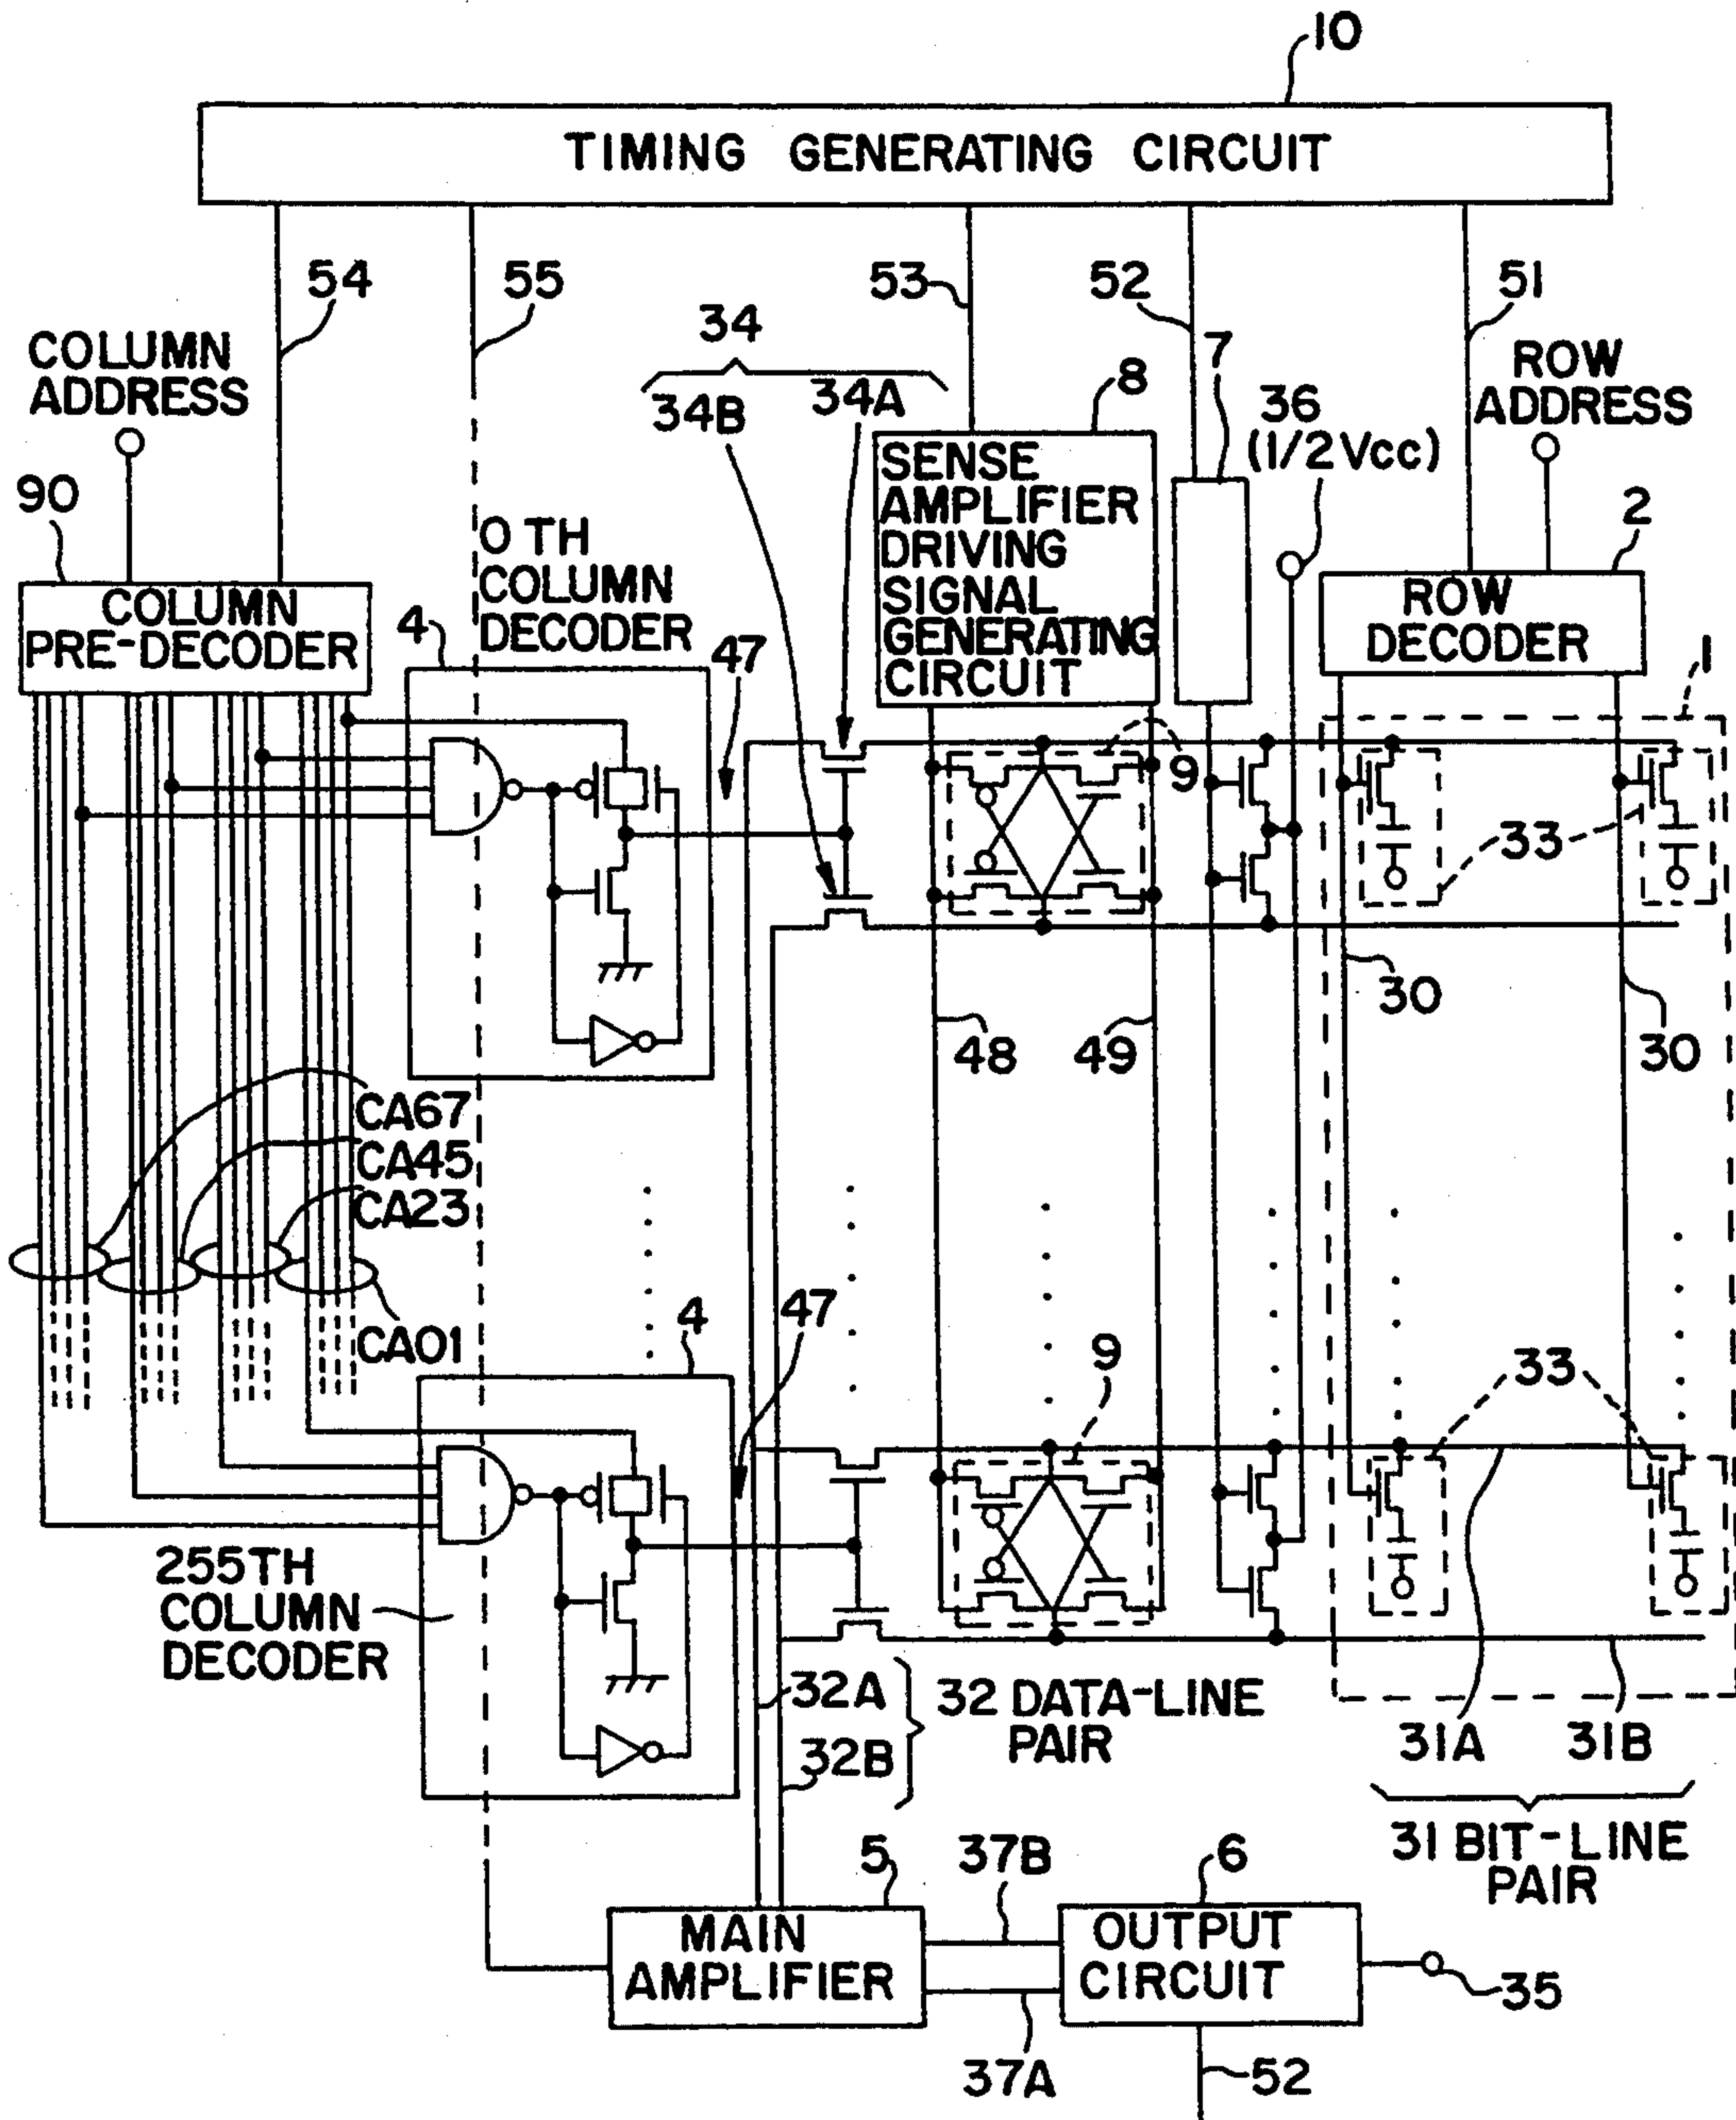 10
TIMING GENERATING CIRCUIT
54
55
53
52
51
COLUMN
ADDRESS
34
34B
34A
8
7
36
(1/2 Vcc)
ROW
ADDRESS
90
2
COLUMN
PRE-DECODER
4
0 TH
COLUMN
DECODER
47
SENSE
AMPLIFIER
DRIVING
SIGNAL
GENERATING
CIRCUIT
ROW
DECODER
1
9
33
30
30
48
49
CA67
CA45
CA23
CA01
4
47
9
33
255TH
COLUMN
DECODER
32A
32B
32 DATA-LINE
PAIR
31A
31B
31 BIT-LINE
PAIR
5
37B
6
MAIN
AMPLIFIER
OUTPUT
CIRCUIT
35
37A
52